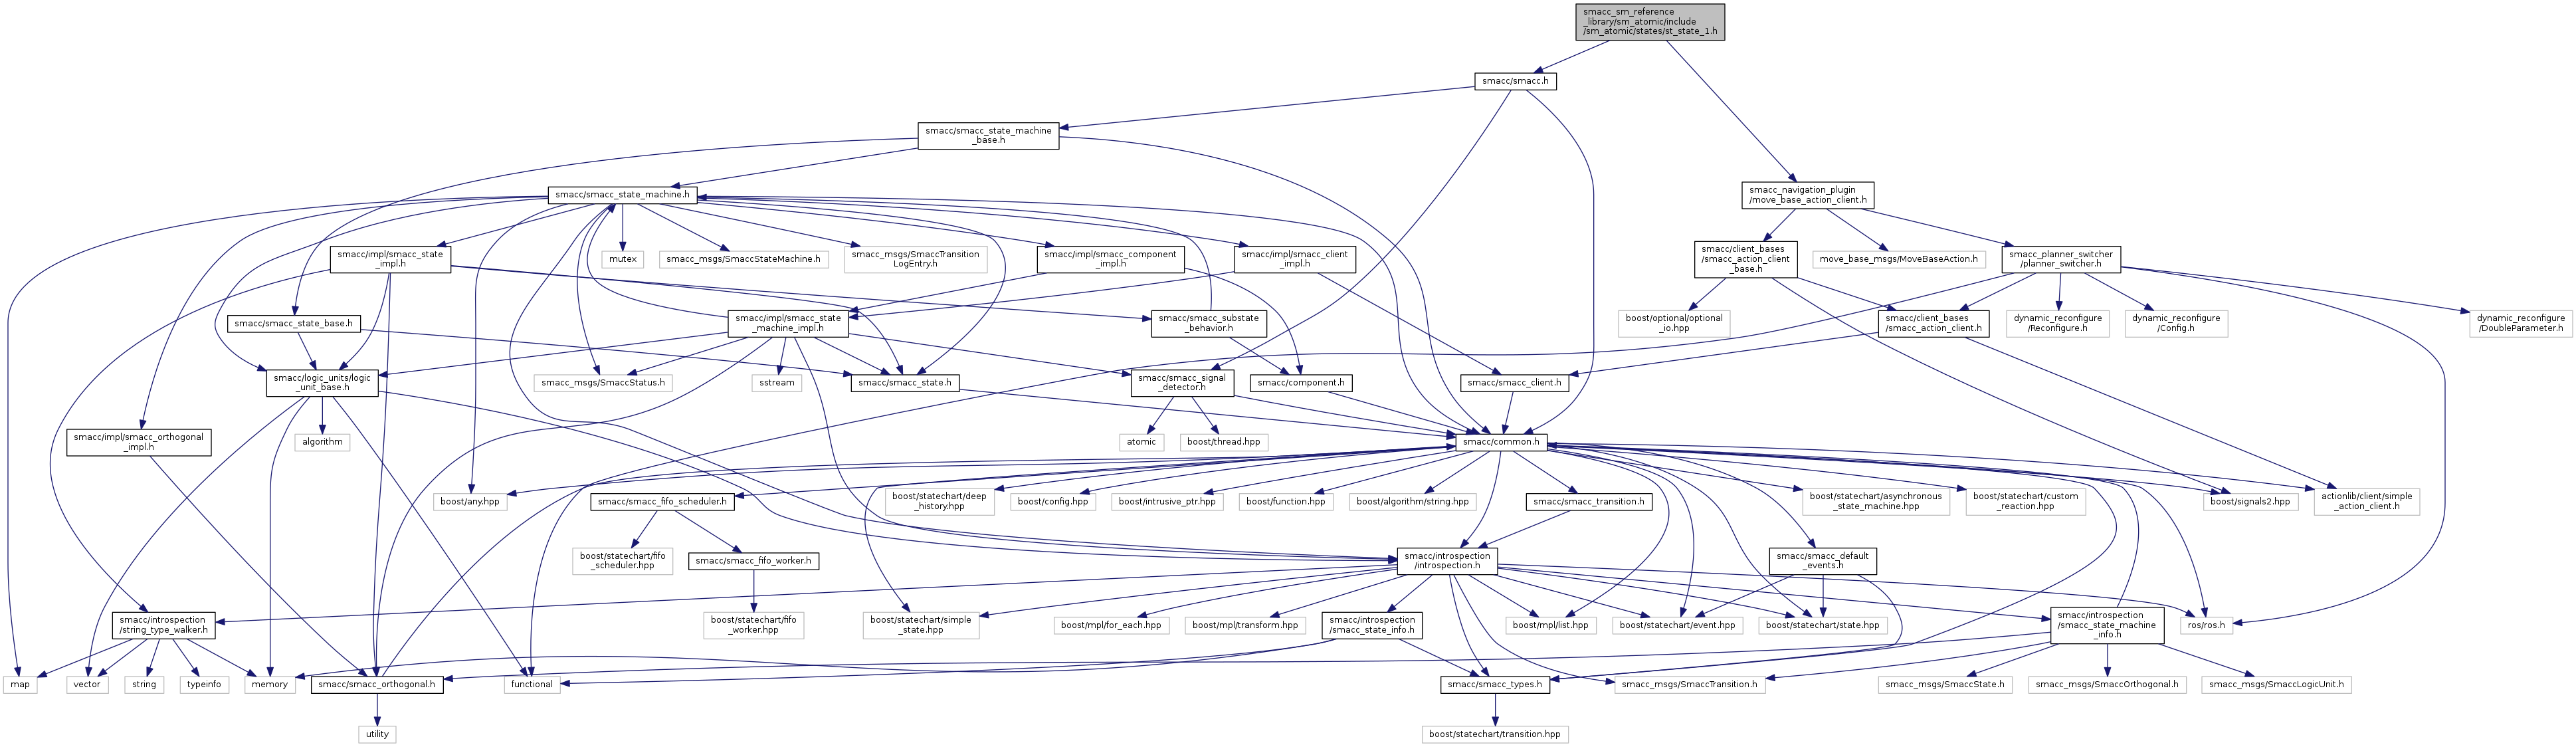 smacc_sm_reference
_library/sm_atomic/include
/sm_atomic/states/st_state_1.h
smacc/smacc.h
smacc/smacc_state_machine
_base.h
smacc/smacc_state_machine.h
smacc_navigation_plugin
/move_base_action_client.h
smacc/impl/smacc_state
_impl.h
mutex
smacc_msgs/SmaccStateMachine.h
smacc_msgs/SmaccTransition
LogEntry.h
smacc/impl/smacc_component
_impl.h
smacc/impl/smacc_client
_impl.h
smacc/client_bases
/smacc_action_client
_base.h
move_base_msgs/MoveBaseAction.h
smacc_planner_switcher
/planner_switcher.h
smacc/smacc_state_base.h
smacc/impl/smacc_state
_machine_impl.h
smacc/smacc_substate
_behavior.h
boost/optional/optional
_io.hpp
smacc/client_bases
/smacc_action_client.h
dynamic_reconfigure
/Reconfigure.h
dynamic_reconfigure
/Config.h
dynamic_reconfigure
/DoubleParameter.h
smacc/logic_units/logic
_unit_base.h
smacc_msgs/SmaccStatus.h
sstream
smacc/smacc_state.h
smacc/smacc_signal
_detector.h
smacc/component.h
smacc/smacc_client.h
smacc/impl/smacc_orthogonal
_impl.h
algorithm
atomic
boost/thread.hpp
smacc/common.h
boost/any.hpp
smacc/smacc_fifo_scheduler.h
boost/statechart/deep
_history.hpp
boost/config.hpp
boost/intrusive_ptr.hpp
boost/function.hpp
boost/algorithm/string.hpp
smacc/smacc_transition.h
boost/statechart/asynchronous
_state_machine.hpp
boost/statechart/custom
_reaction.hpp
boost/signals2.hpp
actionlib/client/simple
_action_client.h
boost/statechart/fifo
_scheduler.hpp
smacc/smacc_fifo_worker.h
smacc/introspection
/introspection.h
smacc/smacc_default
_events.h
smacc/introspection
/string_type_walker.h
boost/statechart/fifo
_worker.hpp
boost/statechart/simple
_state.hpp
boost/mpl/for_each.hpp
boost/mpl/transform.hpp
smacc/introspection
/smacc_state_info.h
boost/mpl/list.hpp
boost/statechart/event.hpp
boost/statechart/state.hpp
smacc/introspection
/smacc_state_machine
_info.h
ros/ros.h
map
vector
string
typeinfo
memory
smacc/smacc_orthogonal.h
functional
smacc/smacc_types.h
smacc_msgs/SmaccTransition.h
smacc_msgs/SmaccState.h
smacc_msgs/SmaccOrthogonal.h
smacc_msgs/SmaccLogicUnit.h
utility
boost/statechart/transition.hpp